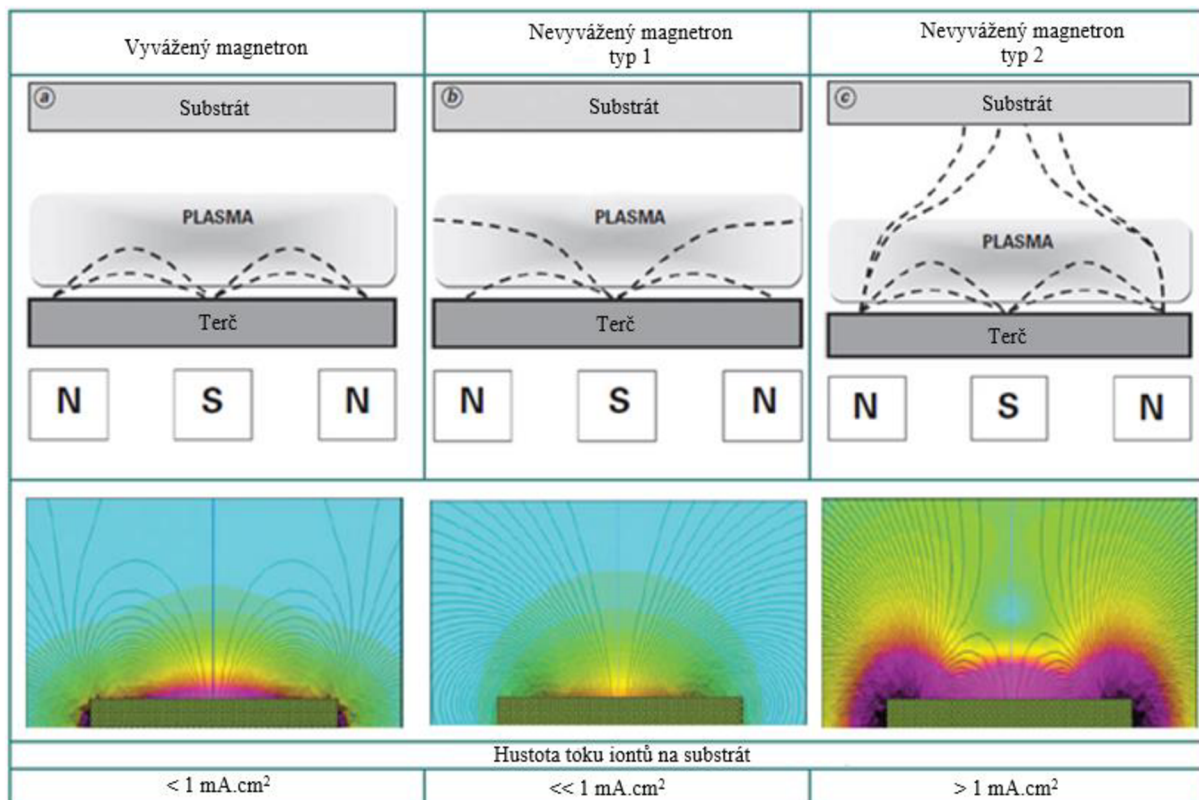 Vyvážený magnetron
Nevyvážený magnetron
typ 1
Nevyvážený magnetron
typ 2
a
Substrát
PLASMA
Terč
N S N
b
Substrát
PLASMA
Terč
N S N
c
Substrát
PLASMA
Terč
N S N
Hustota toku iontů na substrát
< 1 mA.cm²
<< 1 mA.cm²
> 1 mA.cm²